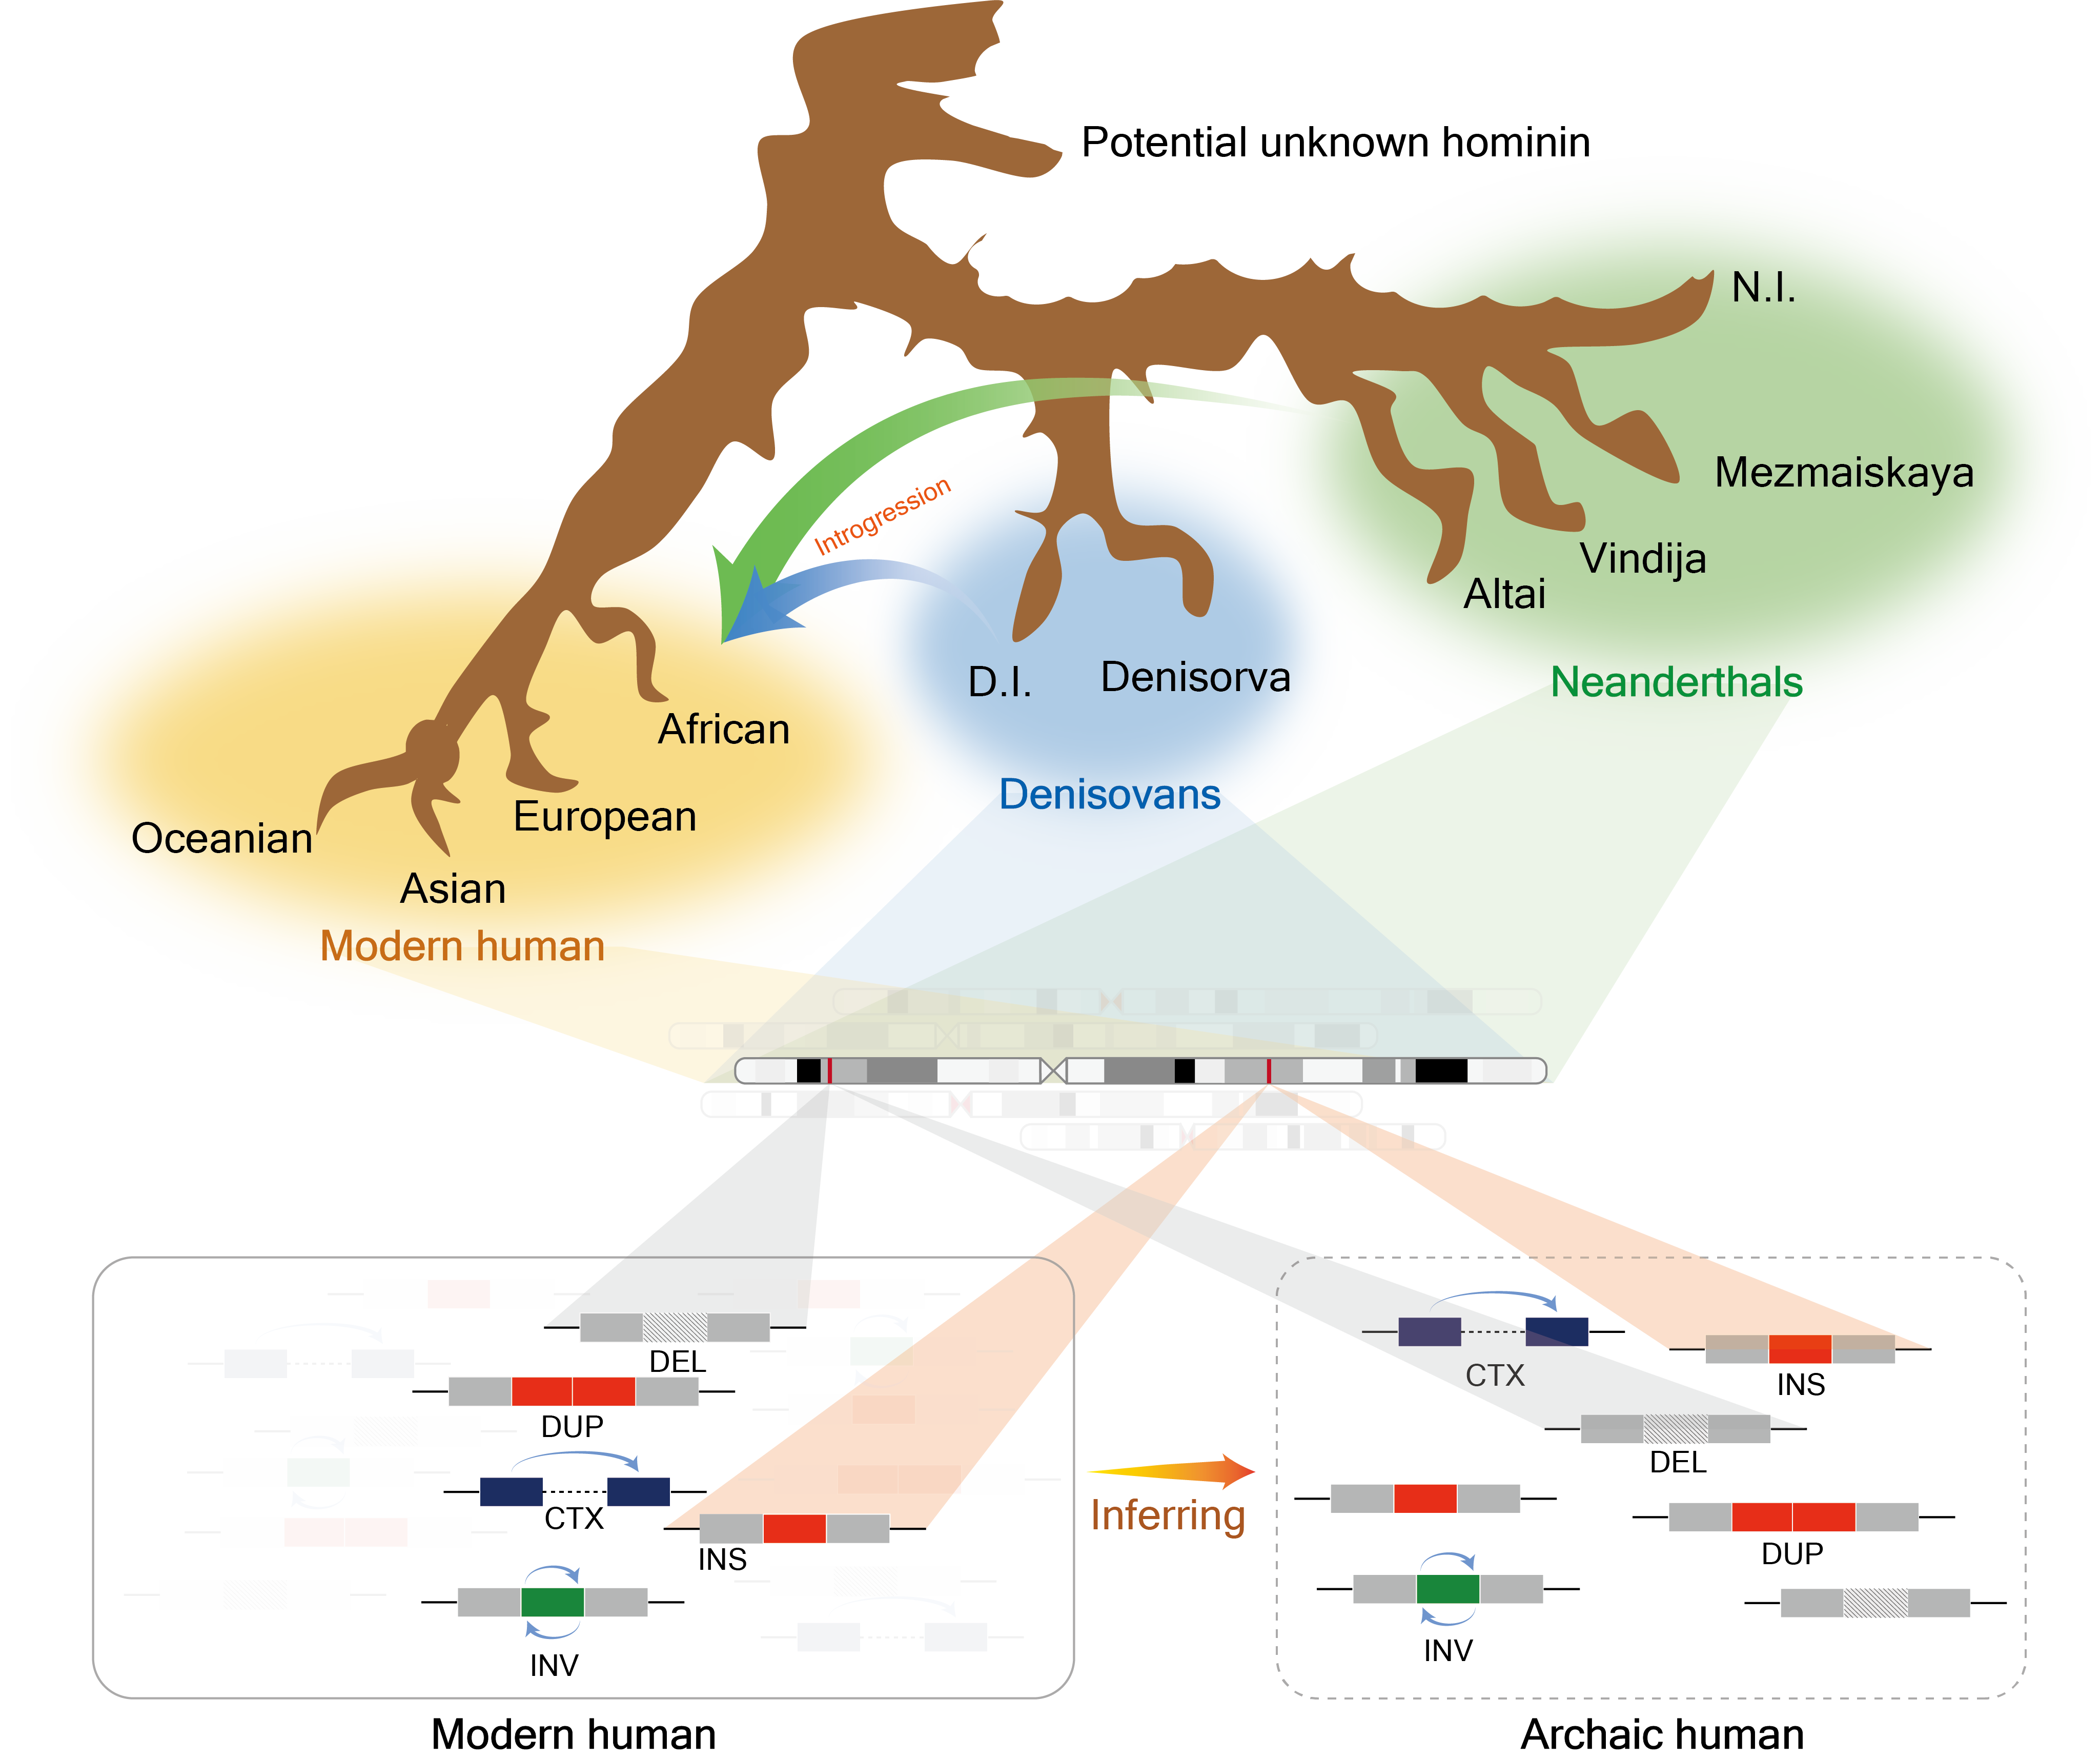 Potential unknown hominin
N.I.
Mezmaiskaya
Vindija
Altai
Neanderthals
Introgression
D.I.
Denisorva
Denisovans
African
European
Oceanian
Asian
Modern human
DEL
DUP
CTX
INS
INV
Inferring
CTX
INS
DEL
DUP
INV
Modern human
Archaic human